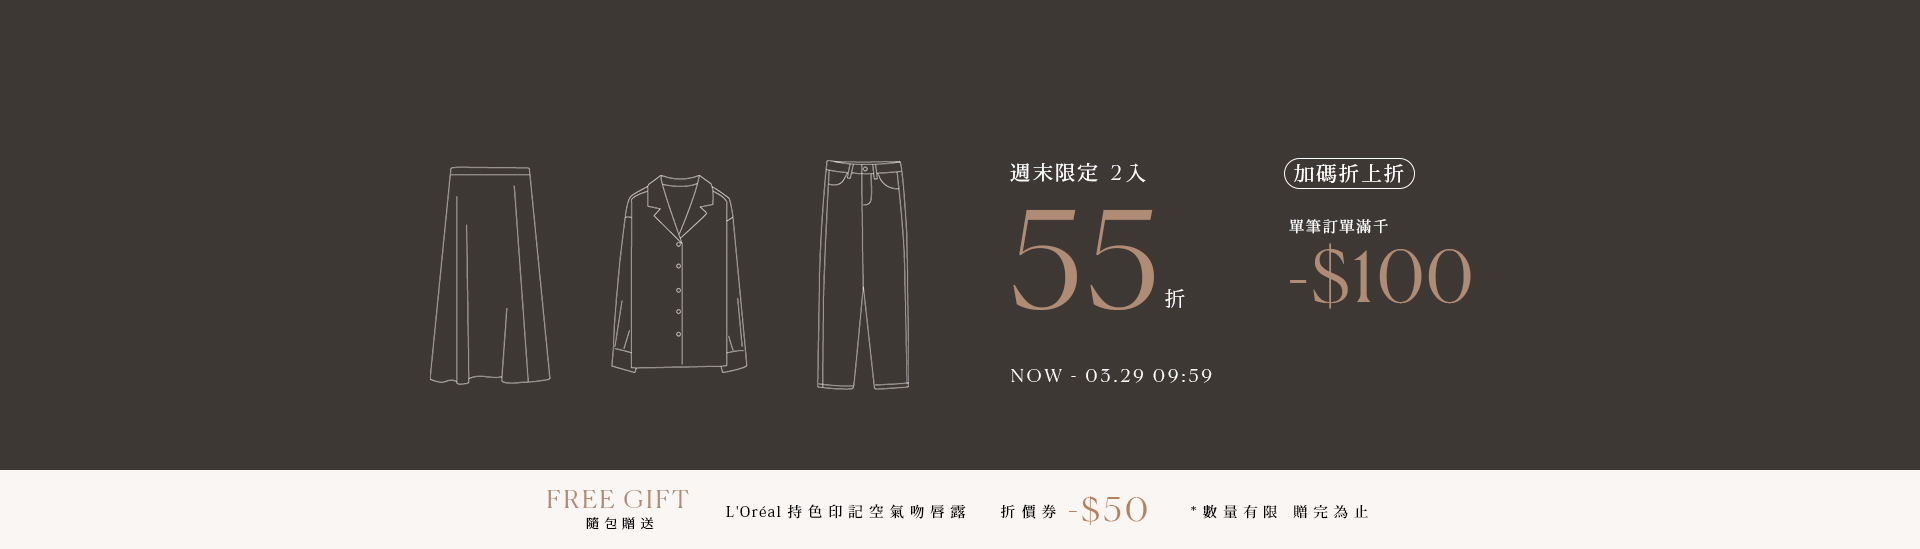 週末限定 2入
55折
NOW - 03.29 09:59
加碼折上折
單筆訂單滿千
-$100
FREE GIFT
隨包贈送
L'Oréal 持色印記空氣吻唇露
折價券 -$50
*數量有限 贈完為止